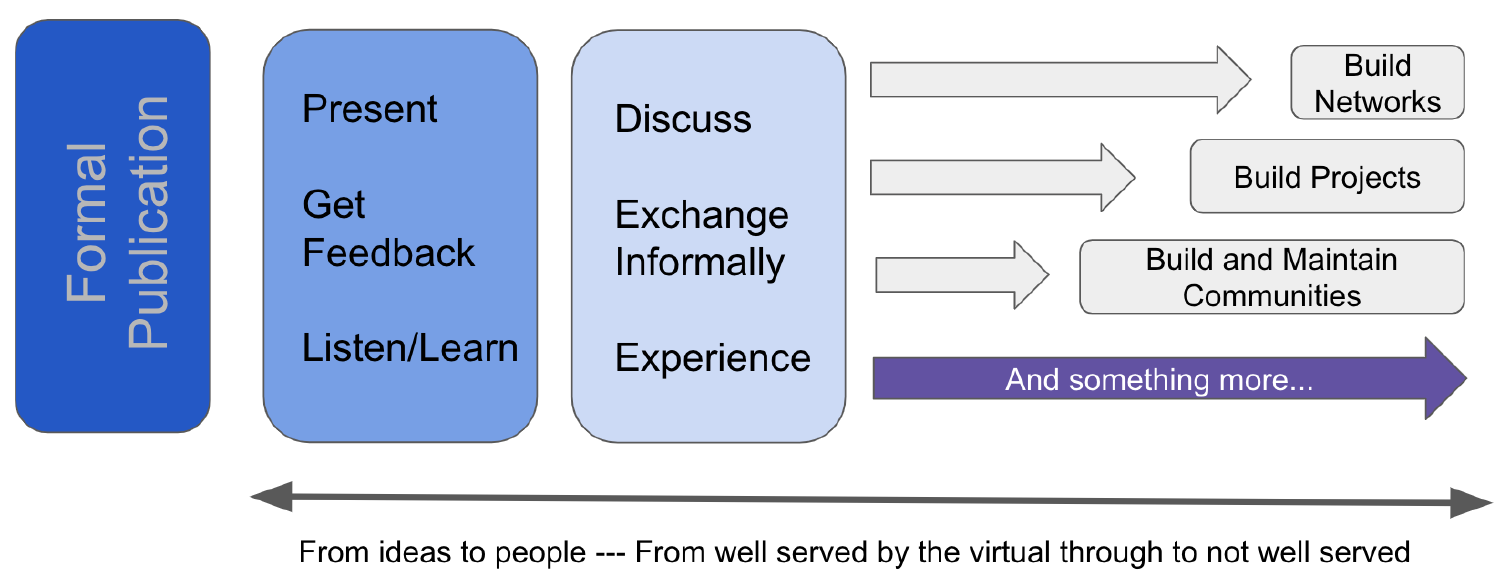 Formal
Publication
Present
Get
Feedback
Listen/Learn
Discuss
Exchange
Informally
Experience
Build
Networks
Build Projects
Build and Maintain
Communities
And something more...
From ideas to people --- From well served by the virtual through to not well served